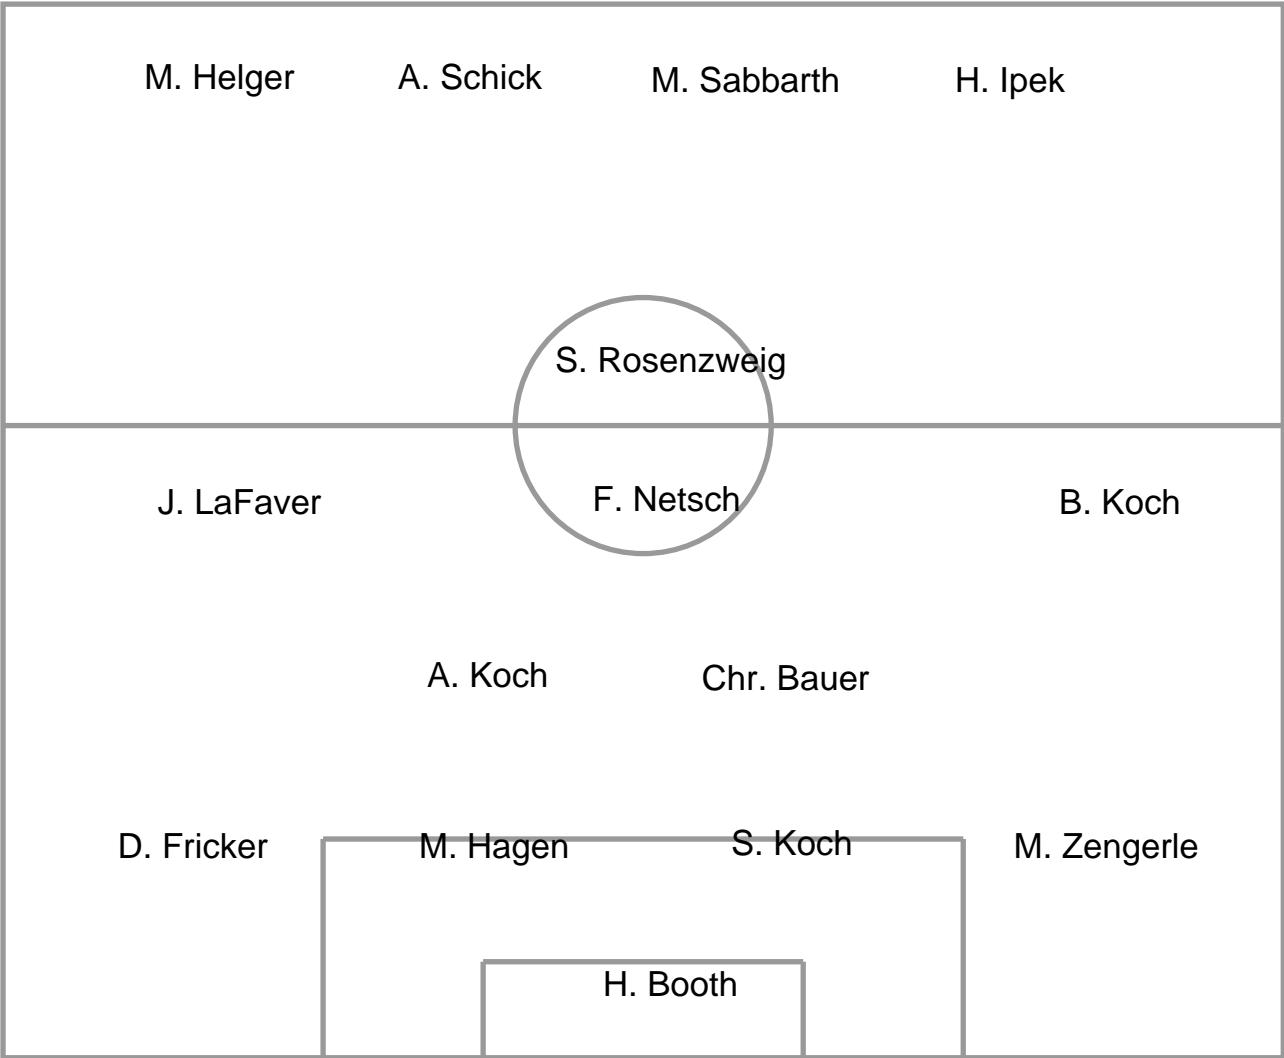 M. Helger A. Schick M. Sabbarth H. Ipek
S. Rosenzweig
J. LaFaver F. Netsch B. Koch
A. Koch Chr. Bauer
D. Fricker M. Hagen S. Koch M. Zengerle
H. Booth